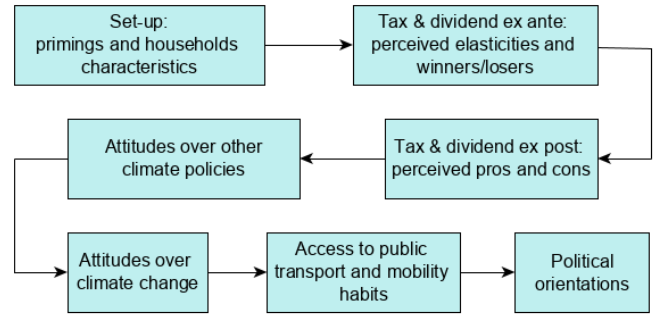 Set-up:
primings and households
characteristics
Tax & dividend ex ante:
perceived elasticities and
winners/losers
Tax & dividend ex post:
perceived pros and cons
Attitudes over other
climate policies
Attitudes over
climate change
Access to public
transport and mobility
habits
Political
orientations